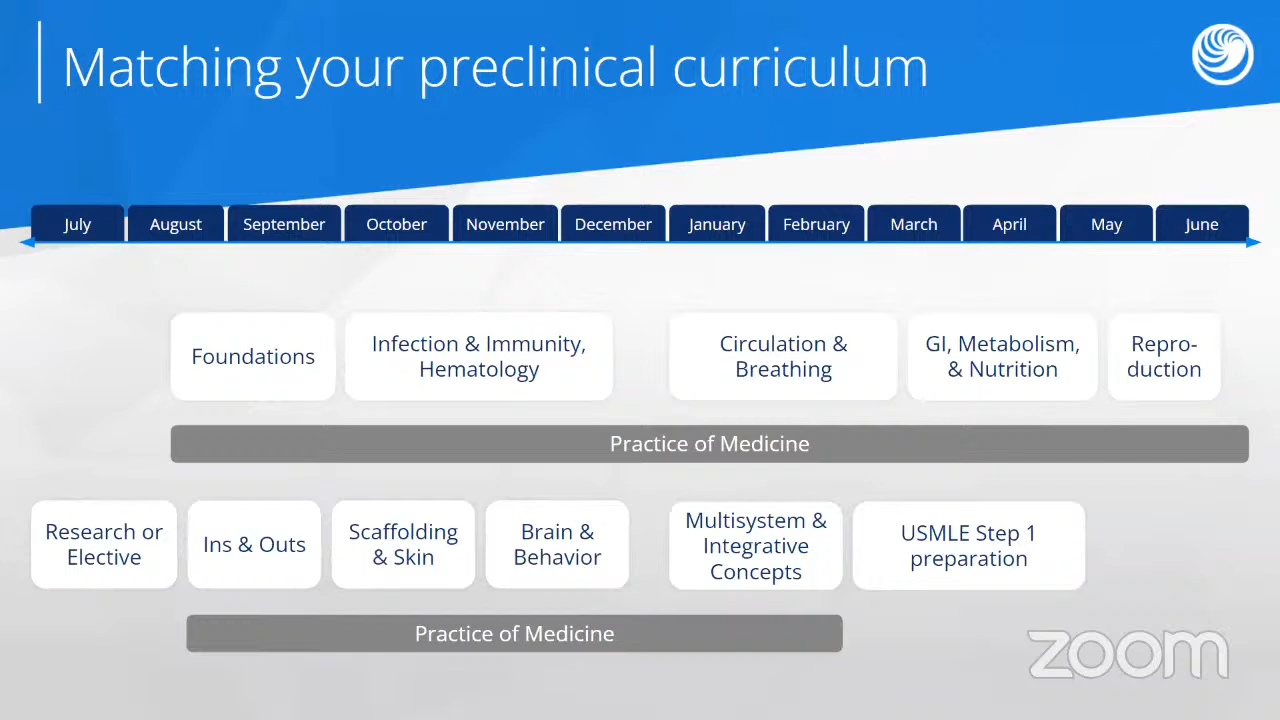 Matching your preclinical curriculum
July August September October November December January February March April May June
Foundations
Infection & Immunity,
Hematology
Circulation &
Breathing
GI, Metabolism,
& Nutrition
Repro-
duction
Practice of Medicine
Research or
Elective
Ins & Outs
Scaffolding
& Skin
Brain &
Behavior
Multisystem &
Integrative
Concepts
USMLE Step 1
preparation
Practice of Medicine
zoom